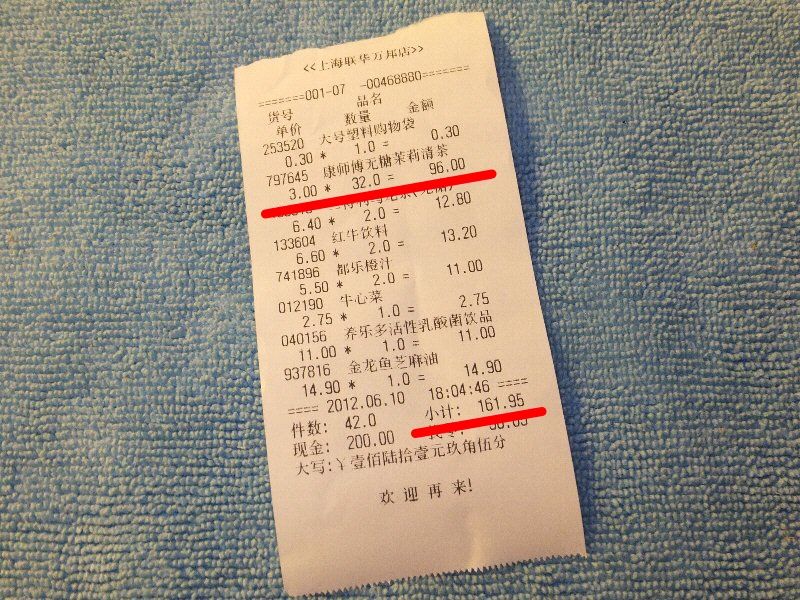 <<上海联华万邦店>>
=======001-07 -00468880=======
货号 品名
单价 数量 金额
253520 大号塑料购物袋
0.30 * 1.0 = 0.30
797645 康师傅无糖茉莉清茶
3.00 * 32.0 = 96.00
6.40 * 2.0 = 12.80
133604 红牛饮料
6.60 * 2.0 = 13.20
741896 都乐橙汁
5.50 * 2.0 = 11.00
012190 牛心菜
2.75 * 1.0 = 2.75
040156 养乐多活性乳酸菌饮品
11.00 * 1.0 = 11.00
937816 金龙鱼芝麻油
14.90 * 1.0 = 14.90
==== 2012.06.10 18:04:46 ====
件数: 42.0 小计: 161.95
现金: 200.00
大写:¥壹佰陆拾壹元玖角伍分
欢迎再来!